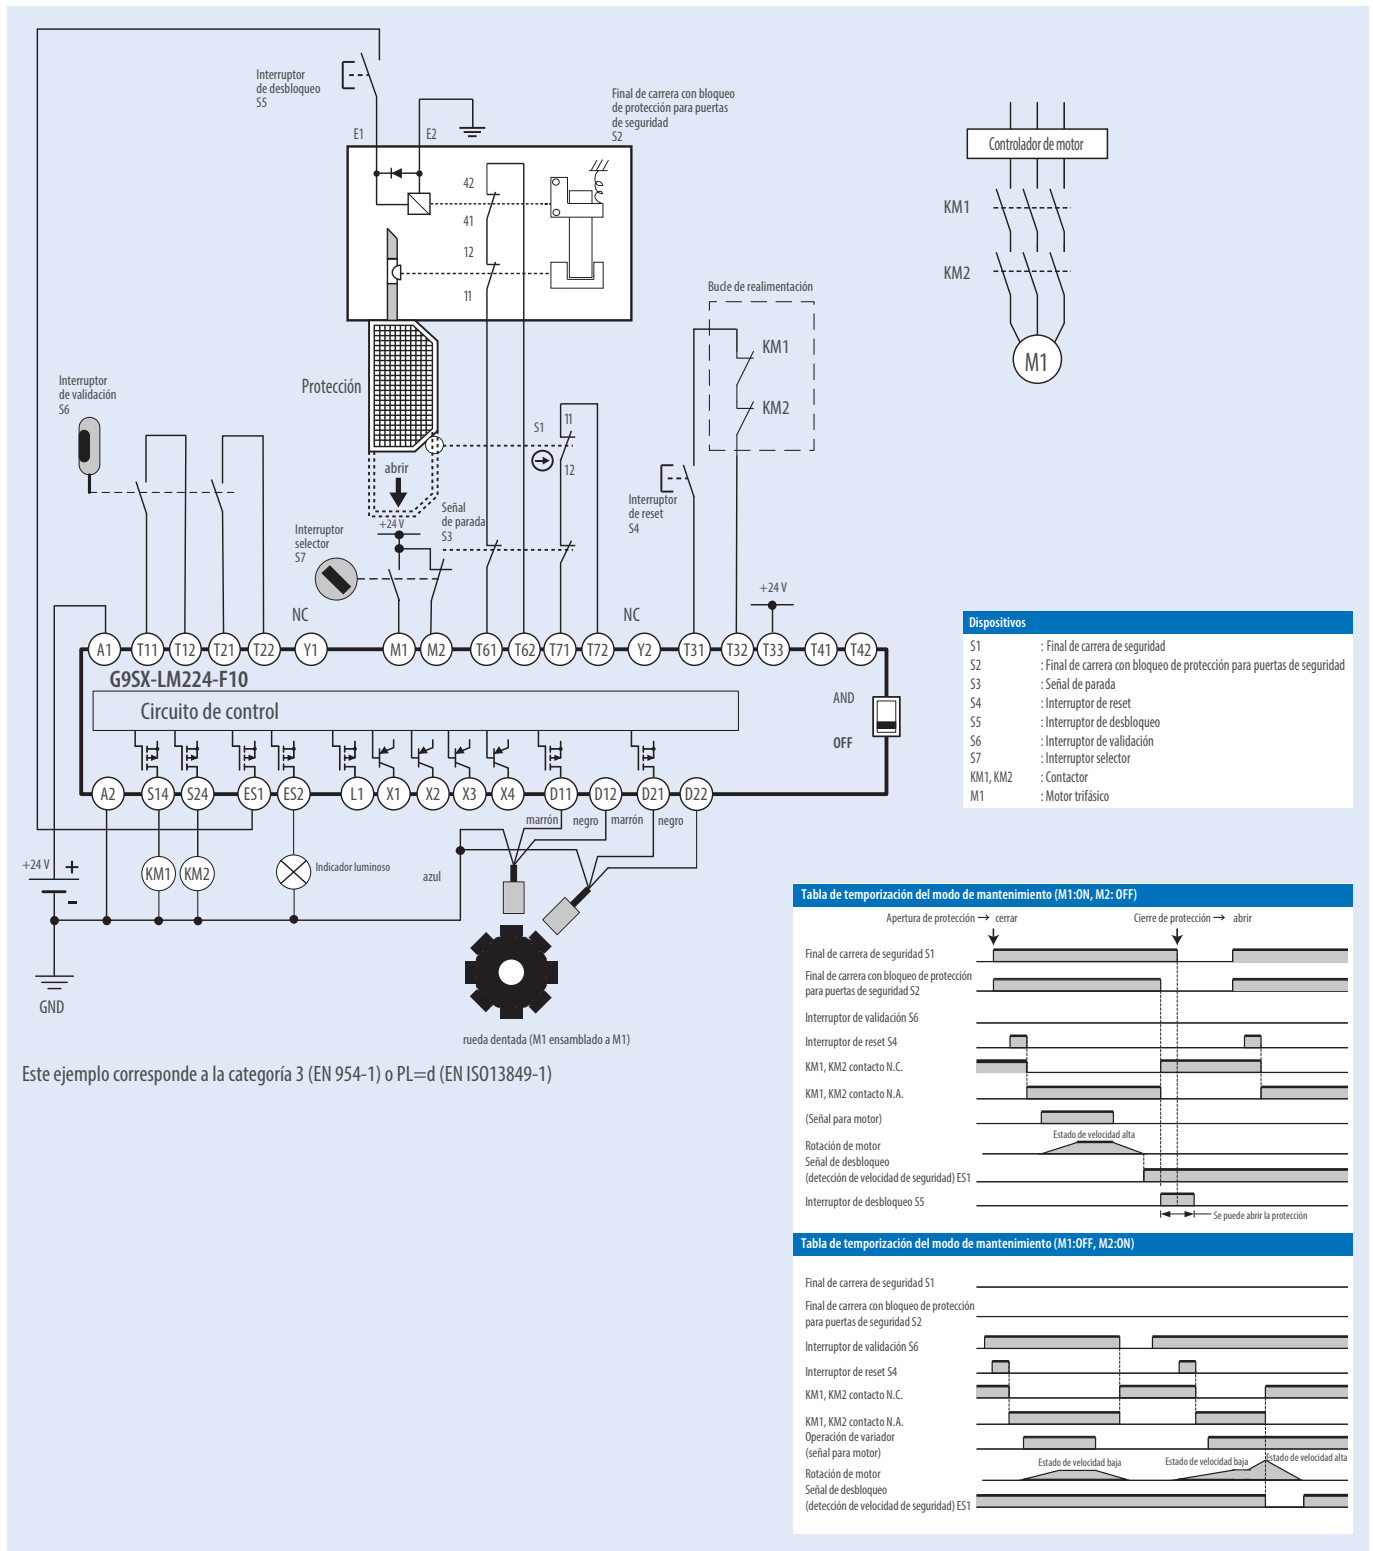 Interruptor
de desbloqueo
S5
Final de carrera con bloqueo
de protección para puertas
de seguridad
S2
E1
E2
42
41
12
11
Controlador de motor
KM1
KM2
M1
Bucle de realimentación
KM1
KM2
Interruptor
de validación
S6
Protección
abrir
S1
11
12
Señal
de parada
S3
+24 V
Interruptor
selector
S7
Interruptor
de reset
S4
+24 V
NC
NC
A1
T11
T12
T21
T22
Y1
M1
M2
T61
T62
T71
T72
Y2
T31
T32
T33
T41
T42
G9SX-LM224-F10
Circuito de control
AND
OFF
A2
S14
S24
ES1
ES2
L1
X1
X2
X3
X4
D11
D12
D21
D22
marrón
negro
marrón
negro
+24 V
+
-
KM1
KM2
Indicador luminoso
azul
GND
rueda dentada (M1 ensamblado a M1)
Este ejemplo corresponde a la categoría 3 (EN 954-1) o PL=d (EN ISO13849-1)
Dispositivos
S1 : Final de carrera de seguridad
S2 : Final de carrera con bloqueo de protección para puertas de seguridad
S3 : Señal de parada
S4 : Interruptor de reset
S5 : Interruptor de desbloqueo
S6 : Interruptor de validación
S7 : Interruptor selector
KM1, KM2 : Contactor
M1 : Motor trifásico
Tabla de temporización del modo de mantenimiento (M1:ON, M2: OFF)
Apertura de protección → cerrar
Cierre de protección → abrir
Final de carrera de seguridad S1
Final de carrera con bloqueo de protección
para puertas de seguridad S2
Interruptor de validación S6
Interruptor de reset S4
KM1, KM2 contacto N.C.
KM1, KM2 contacto N.A.
(Señal para motor)
Estado de velocidad alta
Rotación de motor
Señal de desbloqueo
(detección de velocidad de seguridad) ES1
Interruptor de desbloqueo S5
Se puede abrir la protección
Tabla de temporización del modo de mantenimiento (M1:OFF, M2:ON)
Final de carrera de seguridad S1
Final de carrera con bloqueo de protección
para puertas de seguridad S2
Interruptor de validación S6
Interruptor de reset S4
KM1, KM2 contacto N.C.
KM1, KM2 contacto N.A.
Operación de variador
(señal para motor)
Estado de velocidad baja
Estado de velocidad baja
Estado de velocidad alta
Rotación de motor
Señal de desbloqueo
(detección de velocidad de seguridad) ES1